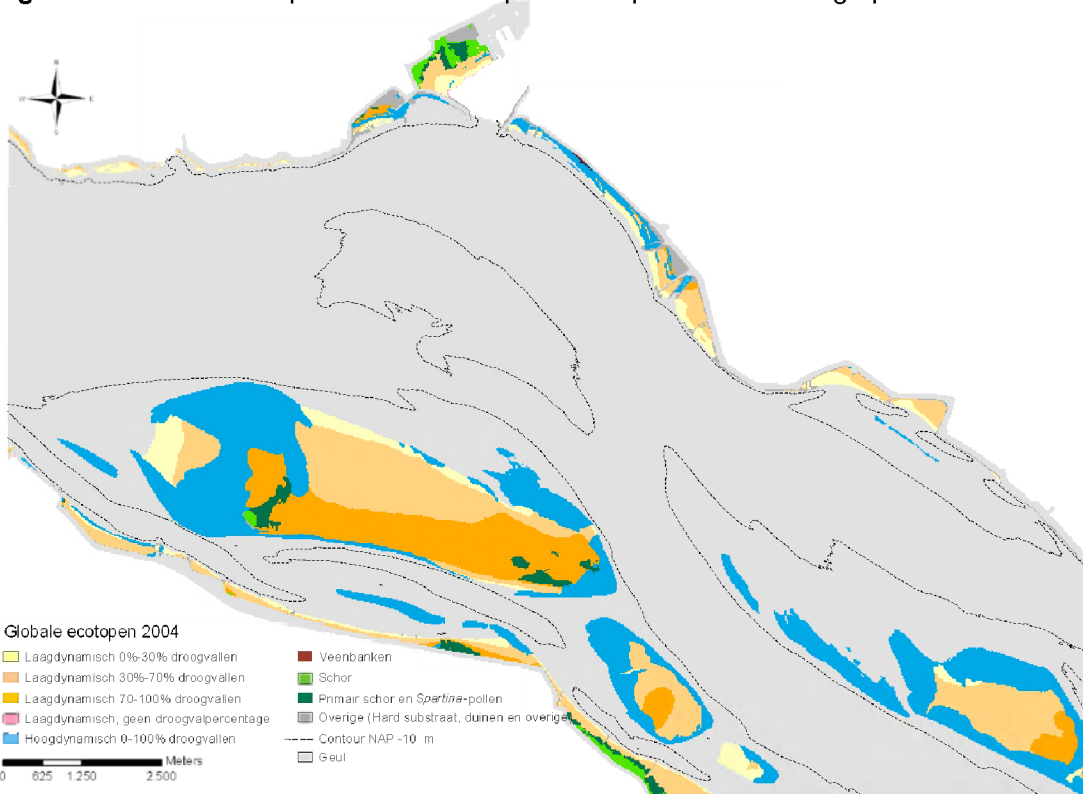 N
W E
S
Globale ecotopen 2004
Laagdynamisch 0%-30% droogvallen
Laagdynamisch 30%-70% droogvallen
Laagdynamisch 70-100% droogvallen
Laagdynamisch, geen droogvalpercentage
Hoogdynamisch 0-100% droogvallen
Veenbanken
Schor
Primair schor en Spartina-pollen
Overige (Hard substraat, duinen en overige
Contour NAP -10 m
Geul
Meters
0 625 1 250 2 500